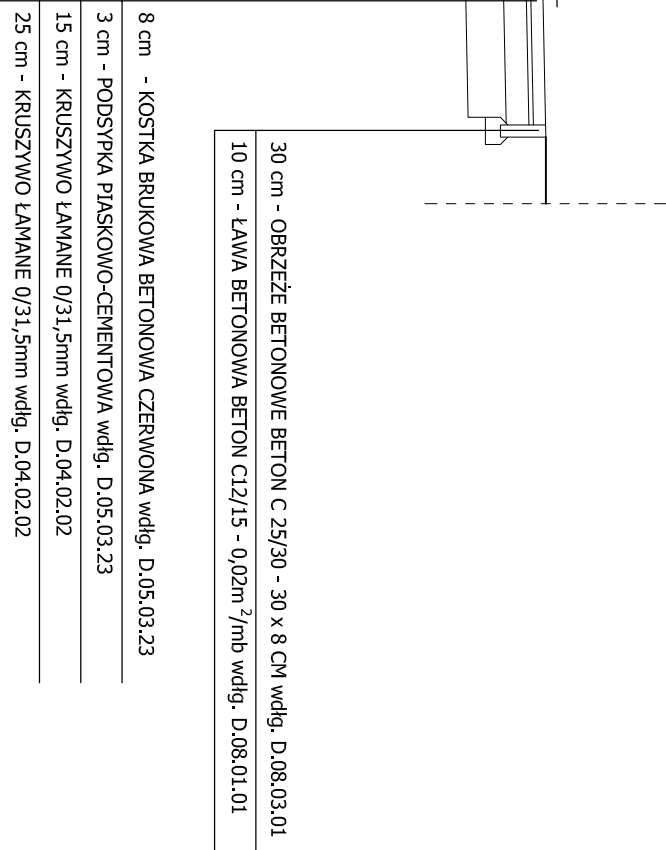 8 cm - KOSTKA BRUKOWA BETONOWA CZERWONA wdłg. D.05.03.23
3 cm - PODSYPKA PIASKOWO-CEMENTOWA wdłg. D.05.03.23
15 cm - KRUSZYWO ŁAMANE 0/31,5mm wdłg. D.04.02.02
25 cm - KRUSZYWO ŁAMANE 0/31,5mm wdłg. D.04.02.02
30 cm - OBRZEŻE BETONOWE BETON C 25/30 - 30 x 8 CM wdłg. D.08.03.01
10 cm - ŁAWA BETONOWA BETON C12/15 - 0,02m ²/mb wdłg. D.08.01.01